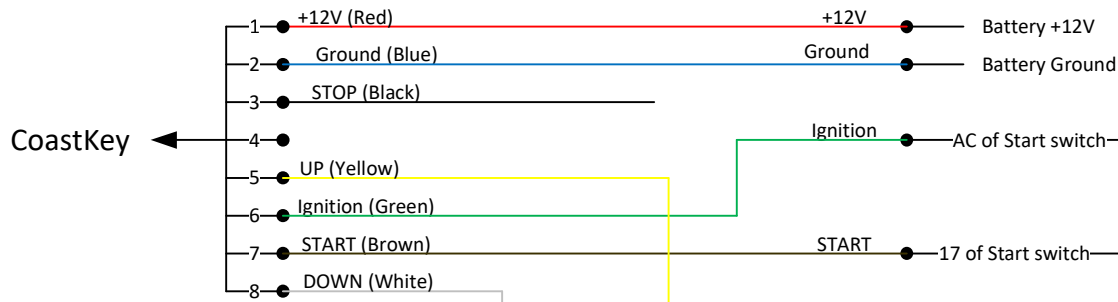 1 +12V (Red) +12V Battery +12V
2 Ground (Blue) Ground Battery Ground
3 STOP (Black)
CoastKey 4 Ignition AC of Start switch
5 UP (Yellow)
6 Ignition (Green)
7 START (Brown) START 17 of Start switch
8 DOWN (White)